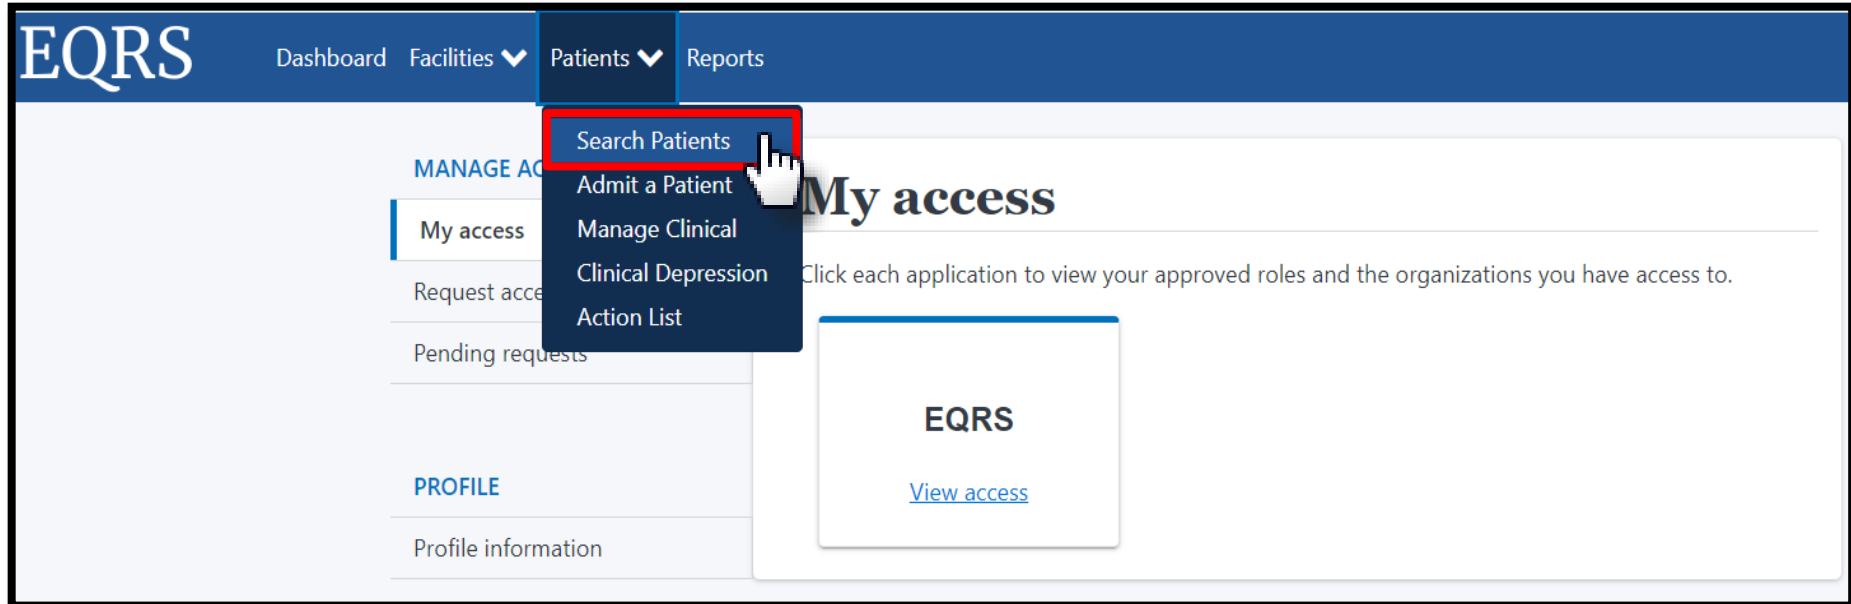 EQRS
Dashboard Facilities Patients Reports
Search Patients
Admit a Patient
Manage Clinical
Clinical Depression
Action List
MANAGE AC
My access
Request acce
Pending requests
PROFILE
Profile information
My access
Click each application to view your approved roles and the organizations you have access to.
EQRS
View access